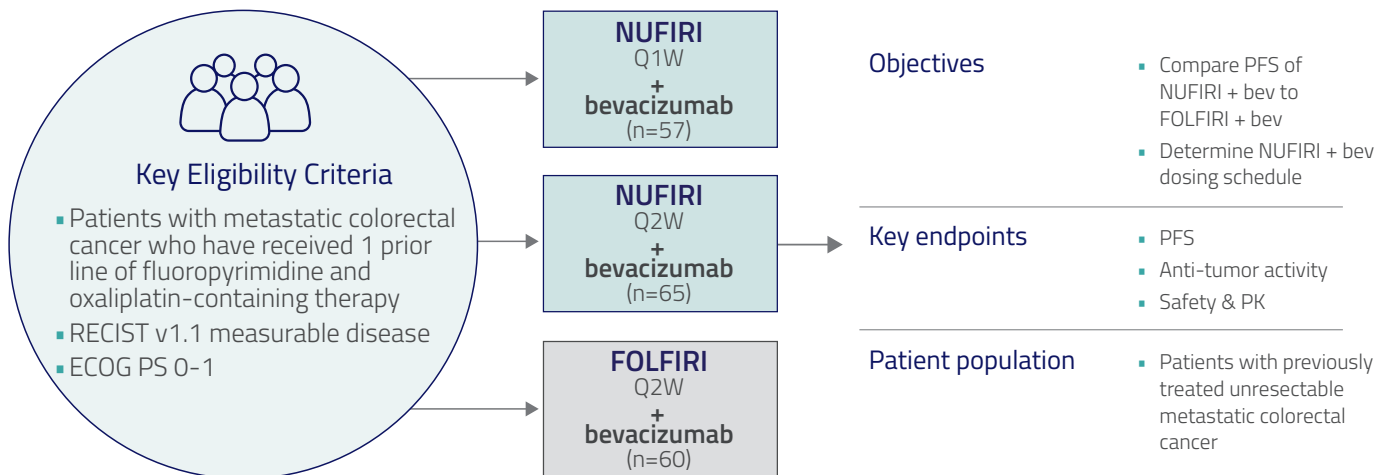 Key Eligibility Criteria
▪ Patients with metastatic colorectal
cancer who have received 1 prior
line of fluoropyrimidine and
oxaliplatin-containing therapy
▪ RECIST v1.1 measurable disease
▪ ECOG PS 0-1
NUFIRI
Q1W
+
bevacizumab
(n=57)
NUFIRI
Q2W
+
bevacizumab
(n=65)
FOLFIRI
Q2W
+
bevacizumab
(n=60)
Objectives
▪ Compare PFS of
NUFIRI + bev to
FOLFIRI + bev
▪ Determine NUFIRI + bev
dosing schedule
Key endpoints
▪ PFS
▪ Anti-tumor activity
▪ Safety & PK
Patient population
▪ Patients with previously
treated unresectable
metastatic colorectal
cancer